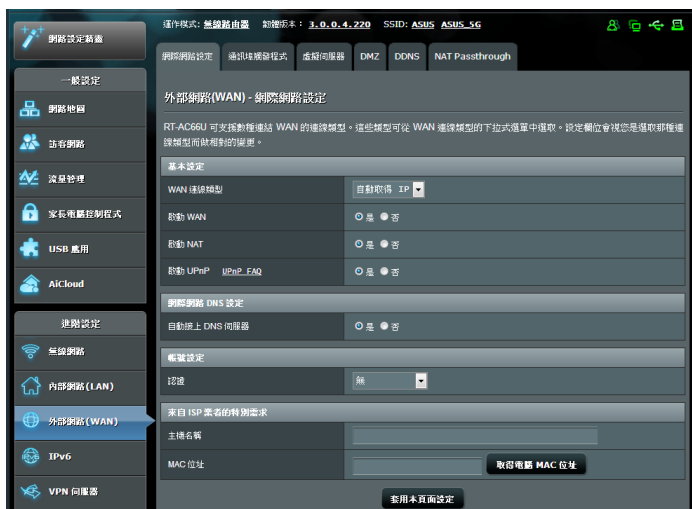 網路設定精靈
運作模式: 無線路由器 韌體版本: 3.0.0.4.220 SSID: ASUS ASUS_5G
網際網路設定 通訊埠觸發程式 虛擬伺服器 DMZ DDNS NAT Passthrough
一般設定
網路地圖
訪客網路
流量管理
家長電腦控制程式
USB 應用
AiCloud
進階設定
無線網路
內部網路(LAN)
外部網路(WAN)
IPv6
VPN 伺服器
外部網路(WAN) - 網際網路設定
RT-AC66U 可支援數種連結 WAN 的連線類型。這些類型可從 WAN 連線類型的下拉式選單中選取。設定欄位會視您是選取那種連
線類型而做相對的變更。
基本設定
WAN 連線類型 自動取得 IP
啟動 WAN 是 否
啟動 NAT 是 否
啟動 UPnP UPnP FAQ 是 否
網際網路 DNS 設定
自動接上 DNS 伺服器 是 否
帳號設定
認證 無
來自 ISP 業者的特別需求
主機名稱
MAC 位址 取得電腦 MAC 位址
套用本頁面設定